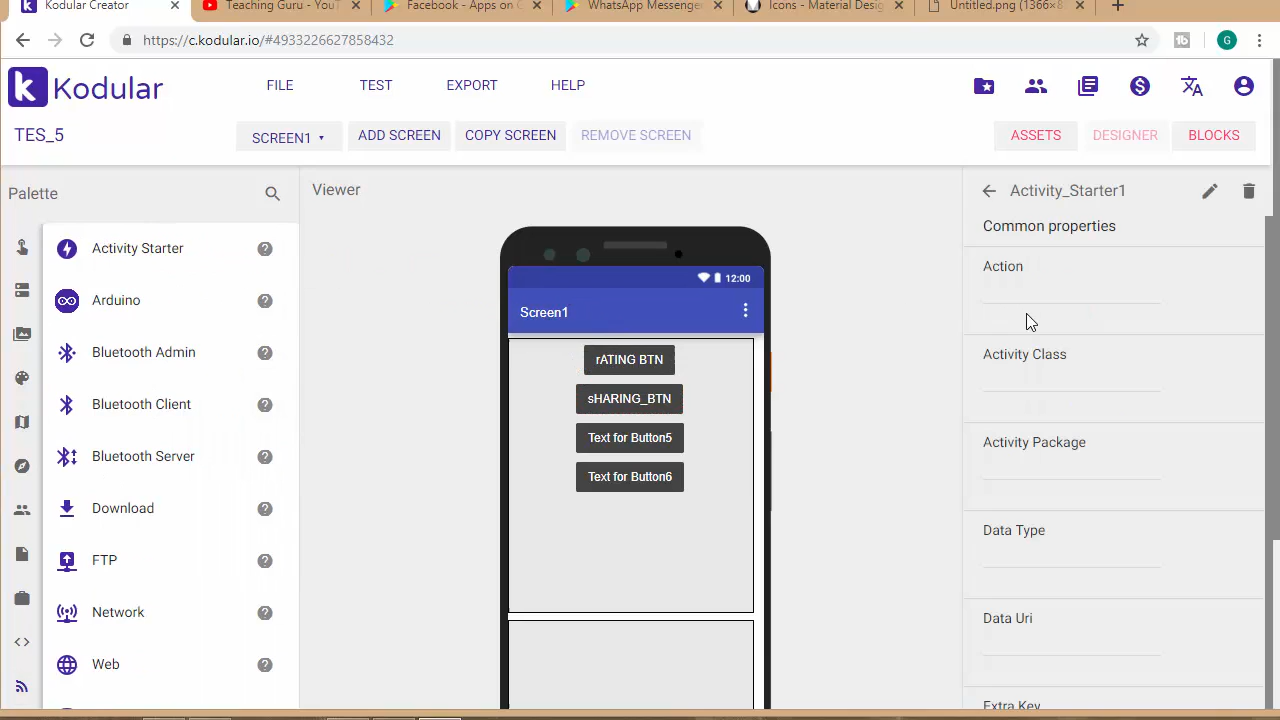 Kodular Creator
Teaching Guru - YouT
Facebook - Apps on G
WhatsApp Messenger
Icons - Material Desig
Untitled.png (1366×8
https://c.kodular.io/#4933226627858432
G
Kodular
FILE
TEST
EXPORT
HELP
TES_5
SCREEN1
ADD SCREEN
COPY SCREEN
REMOVE SCREEN
ASSETS
DESIGNER
BLOCKS
Palette
Viewer
Activity_Starter1
Common properties
Activity Starter
Arduino
Bluetooth Admin
Bluetooth Client
Bluetooth Server
Download
FTP
Network
Web
12:00
Screen1
rATING BTN
sHARING_BTN
Text for Button5
Text for Button6
Action
Activity Class
Activity Package
Data Type
Data Uri
Extra Key